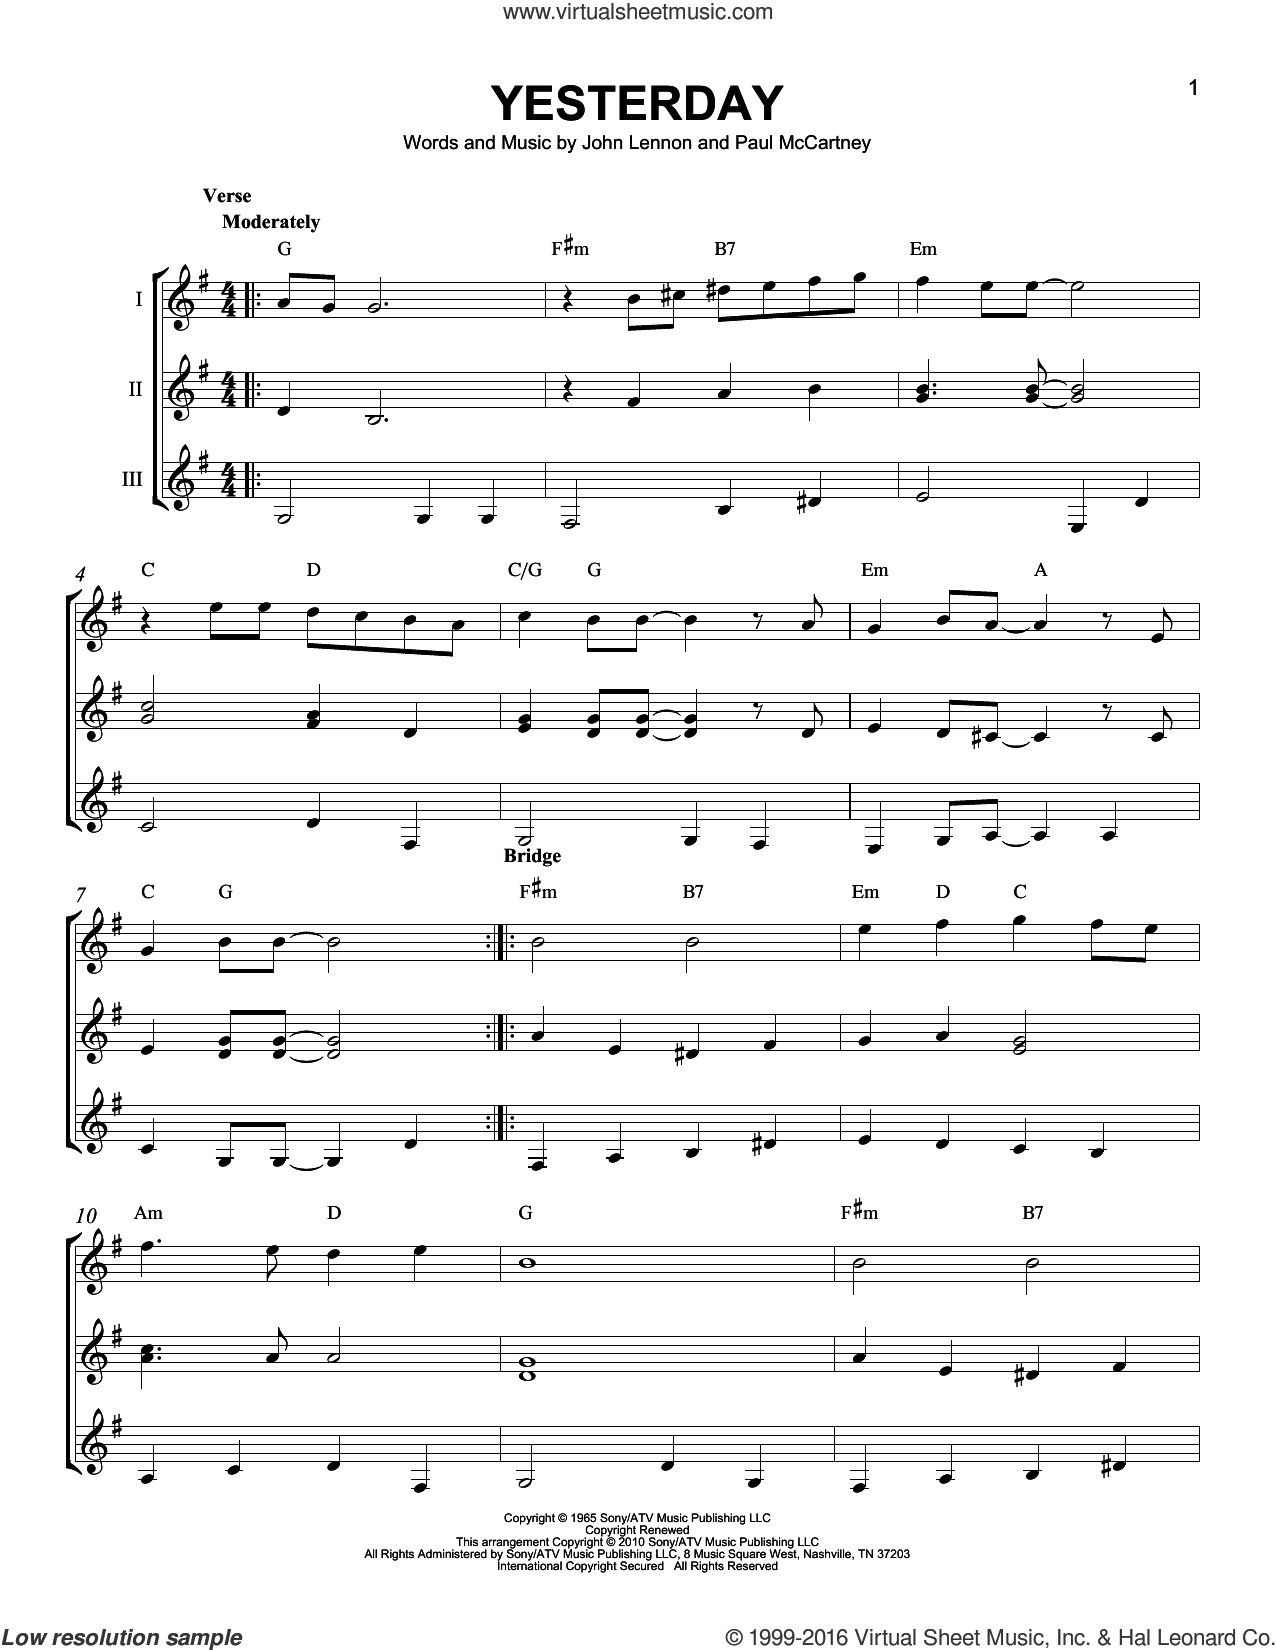 www.virtualsheetmusic.com
1
YESTERDAY
Words and Music by John Lennon and Paul McCartney
Verse
Moderately
G F#m B7 Em
I
II
III
4 C D C/G G Em A
Bridge
7 C G F#m B7 Em D C
10 Am D G F#m B7
Copyright © 1965 Sony/ATV Music Publishing LLC
Copyright Renewed
This arrangement Copyright © 2010 Sony/ATV Music Publishing LLC
All Rights Administered by Sony/ATV Music Publishing LLC, 8 Music Square West, Nashville, TN 37203
International Copyright Secured All Rights Reserved
Low resolution sample
© 1999-2016 Virtual Sheet Music, Inc. & Hal Leonard Co.